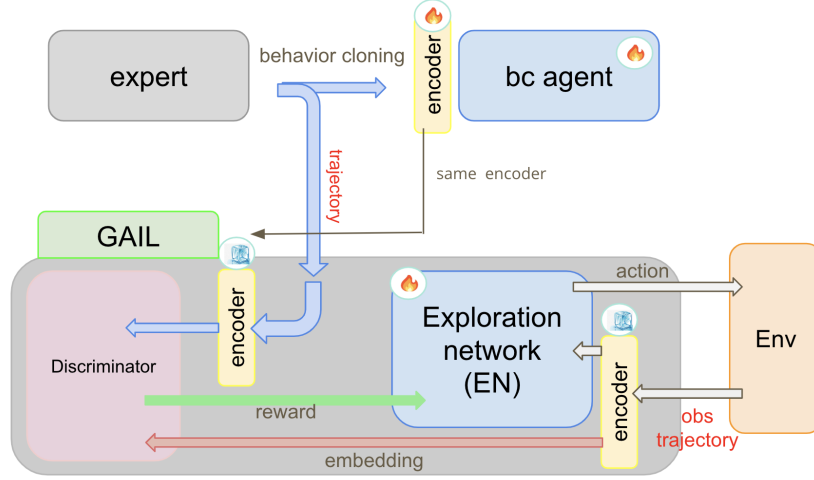 expert
behavior cloning
encoder
bc agent
trajectory
same encoder
GAIL
encoder
Discriminator
Exploration
network
(EN)
action
encoder
Env
reward
obs
trajectory
embedding